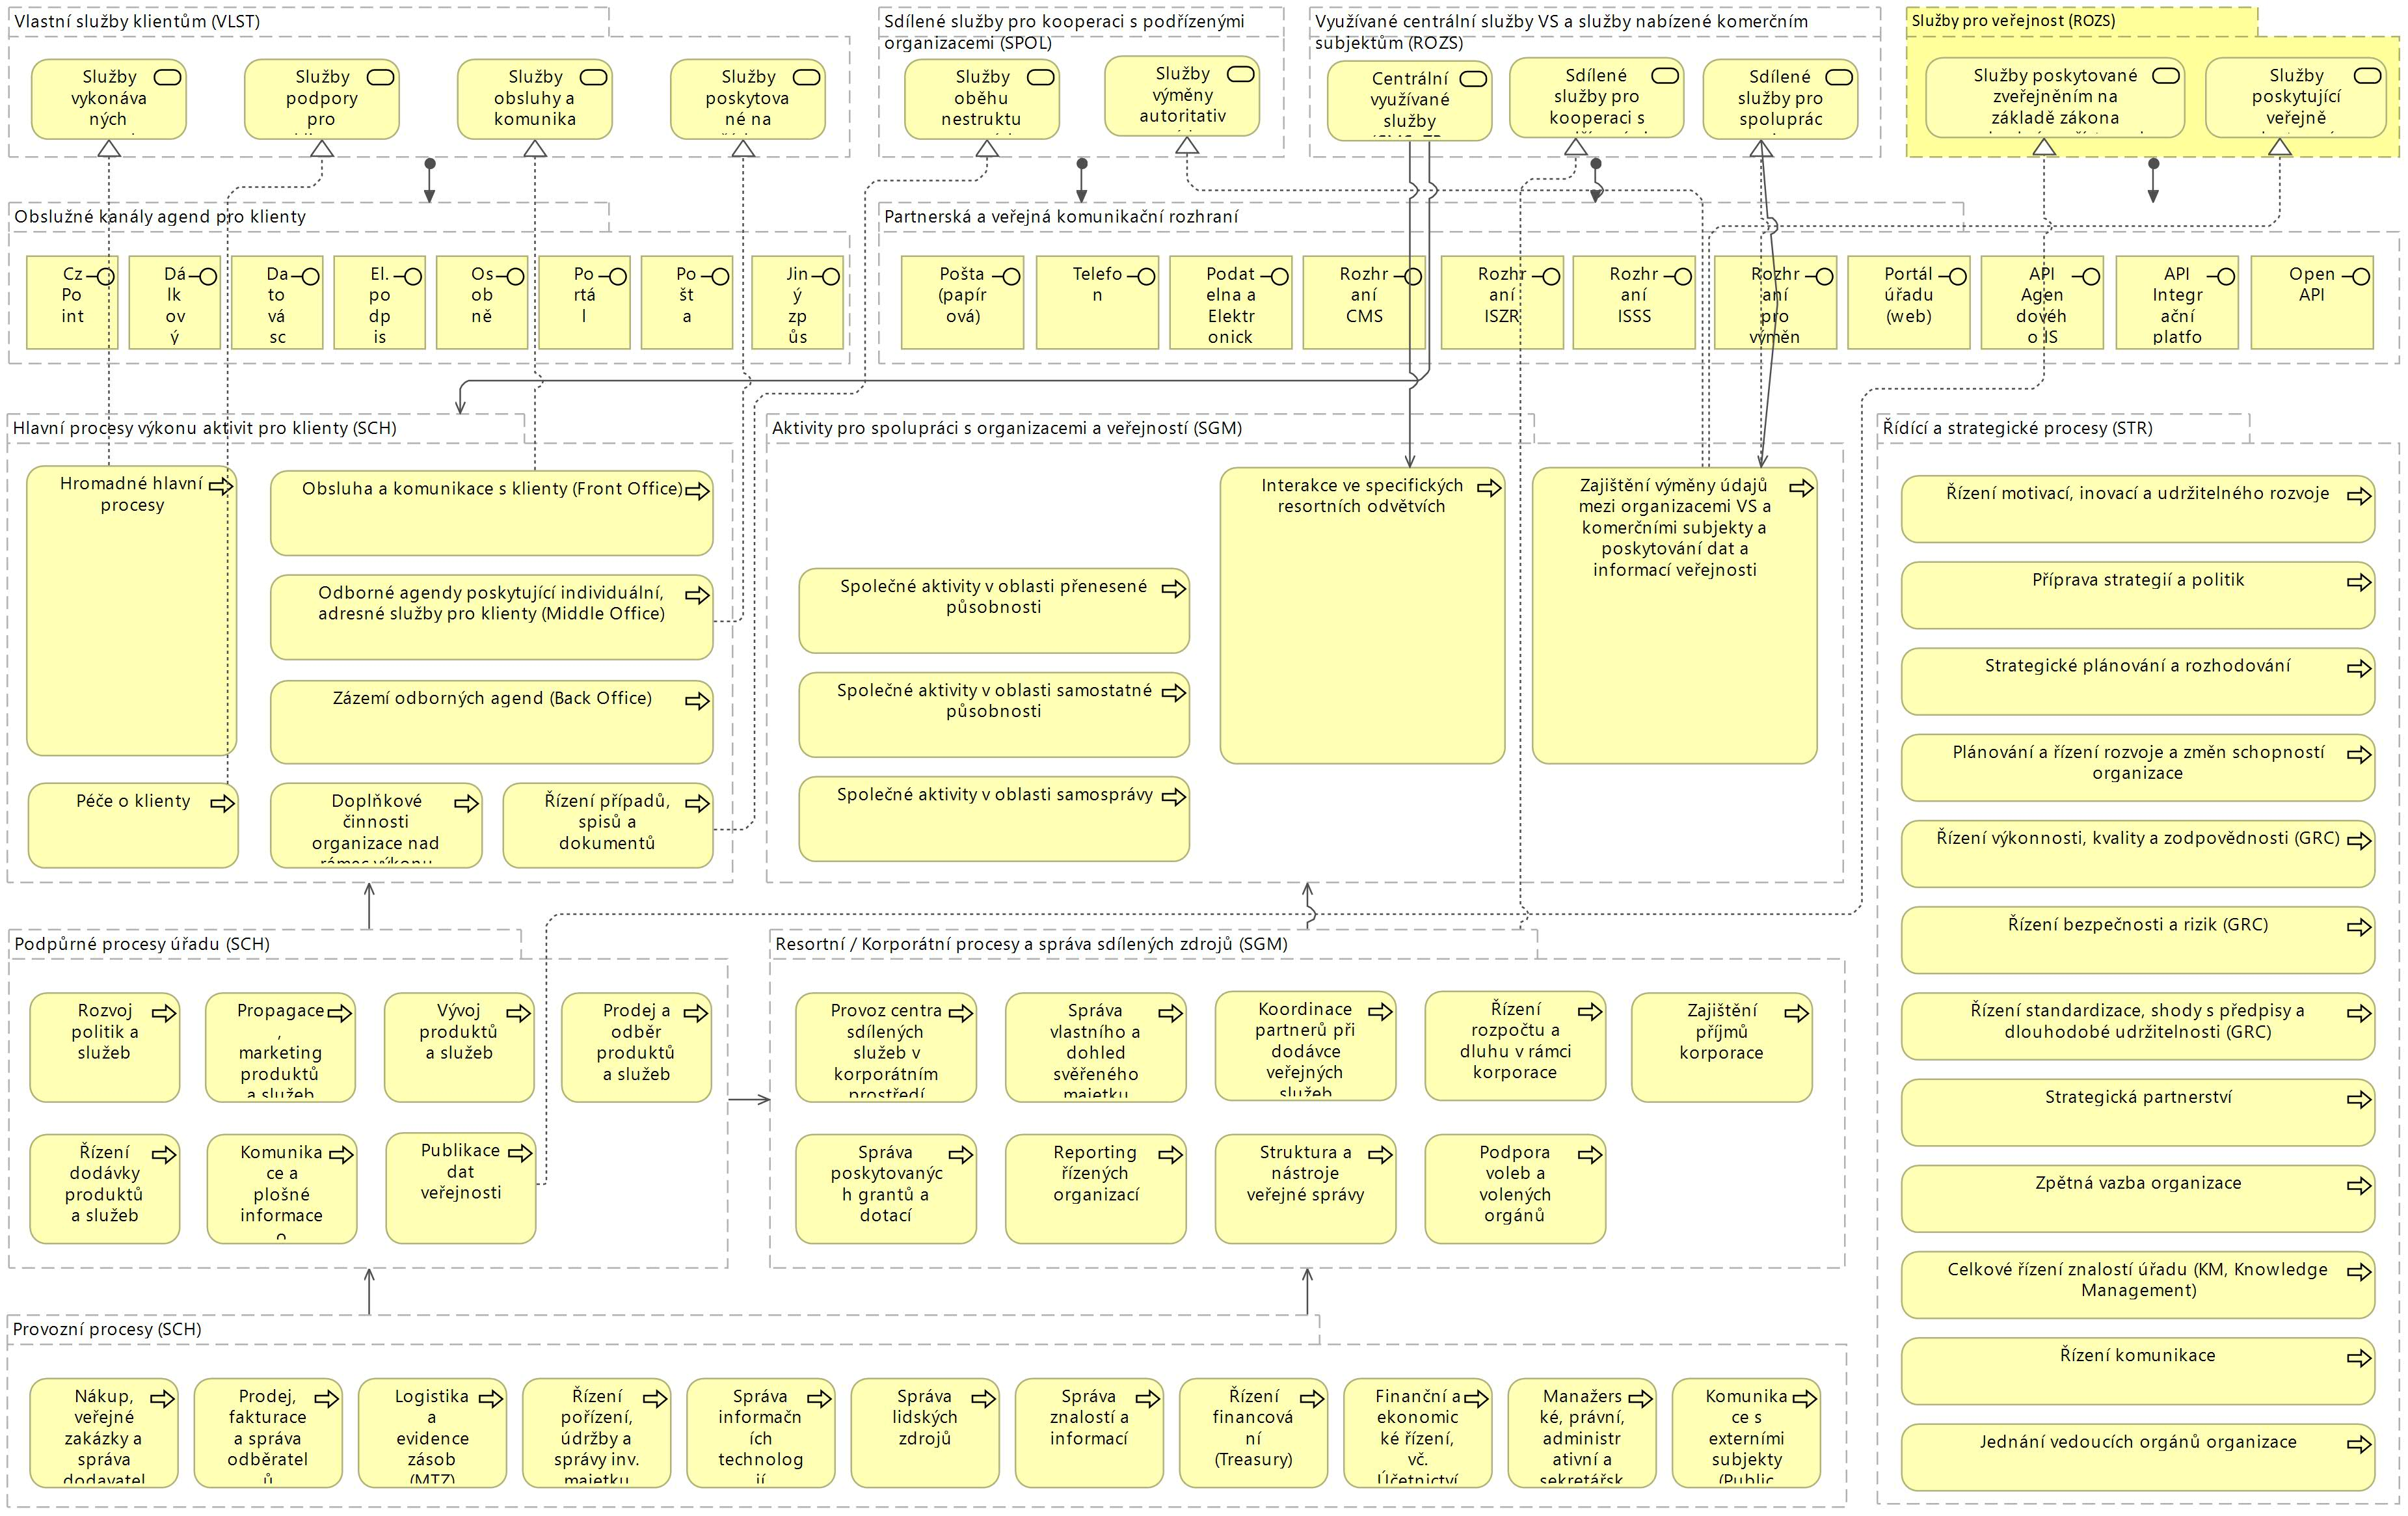 Vlastní služby klientům (VLST)
Služby
vykonáva
ných
Služby
podpory
pro
Služby
obsluhy a
komunika
Služby
poskytova
né na
Sdílené služby pro kooperaci s podřízenými
organizacemi (SPOL)
Služby
oběhu
nestruktu
Služby
výměny
autoritativ
Využívané centrální služby VS a služby nabízené komerčním
subjektům (ROZS)
Centrální
využívané
služby
Sdílené
služby pro
kooperaci s
Sdílené
služby pro
spoluprác
Služby pro veřejnost (ROZS)
Služby poskytované
zveřejněním na
základě zákona
Služby
poskytující
veřejně
Obslužné kanály agend pro klienty
Cz
Po
int
Dá
lk
ov
ý
Da
to
vá
sc
El.
po
dp
is
Os
ob
ně
Po
rtá
l
Po
št
a
Jin
ý
zp
ůs
Partnerská a veřejná komunikační rozhraní
Pošta
(papír
ová)
Telefo
n
Podat
elna a
Elektr
onick
Rozhr
aní
CMS
Rozhr
aní
ISZR
Rozhr
aní
ISSS
Rozhr
aní
pro
výměn
Portál
úřadu
(web)
API
Agen
dovéh
o IS
API
Integr
ační
platfo
Open
API
Hlavní procesy výkonu aktivit pro klienty (SCH)
Hromadné hlavní
procesy
Obsluha a komunikace s klienty (Front Office)
Odborné agendy poskytující individuální,
adresné služby pro klienty (Middle Office)
Zázemí odborných agend (Back Office)
Péče o klienty
Doplňkové
činnosti
organizace nad
rámec výkonu
Řízení případů,
spisů a
dokumentů
Aktivity pro spolupráci s organizacemi a veřejností (SGM)
Společné aktivity v oblasti přenesené
působnosti
Společné aktivity v oblasti samostatné
působnosti
Společné aktivity v oblasti samosprávy
Interakce ve specifických
resortních odvětvích
Zajištění výměny údajů
mezi organizacemi VS a
komerčními subjekty a
poskytování dat a
informací veřejnosti
Řídící a strategické procesy (STR)
Řízení motivací, inovací a udržitelného rozvoje
Příprava strategií a politik
Strategické plánování a rozhodování
Plánování a řízení rozvoje a změn schopností
organizace
Řízení výkonnosti, kvality a zodpovědnosti (GRC)
Řízení bezpečnosti a rizik (GRC)
Řízení standardizace, shody s předpisy a
dlouhodobé udržitelnosti (GRC)
Strategická partnerství
Zpětná vazba organizace
Celkové řízení znalostí úřadu (KM, Knowledge
Management)
Řízení komunikace
Jednání vedoucích orgánů organizace
Podpůrné procesy úřadu (SCH)
Rozvoj
politik a
služeb
Propagace
,
marketing
produktů
a služeb
Vývoj
produktů
a služeb
Prodej a
odběr
produktů
a služeb
Řízení
dodávky
produktů
a služeb
Komunika
ce a
plošné
informace
o
Publikace
dat
veřejnosti
Resortní / Korporátní procesy a správa sdílených zdrojů (SGM)
Provoz centra
sdílených
služeb v
korporátním
prostředí
Správa
vlastního a
dohled
svěřeného
majetku
Koordinace
partnerů při
dodávce
veřejných
služeb
Řízení
rozpočtu a
dluhu v rámci
korporace
Zajištění
příjmů
korporace
Správa
poskytovanýc
h grantů a
dotací
Reporting
řízených
organizací
Struktura a
nástroje
veřejné správy
Podpora
voleb a
volených
orgánů
Provozní procesy (SCH)
Nákup,
veřejné
zakázky a
správa
dodavatel
Prodej,
fakturace
a správa
odběratel
ů
Logistika
a
evidence
zásob
(MTZ)
Řízení
pořízení,
údržby a
správy inv.
majetku
Správa
informačn
ích
technolog
ií
Správa
lidských
zdrojů
Správa
znalostí a
informací
Řízení
financová
ní
(Treasury)
Finanční a
ekonomic
ké řízení,
vč.
Účetnictví
Manažers
ké, právní,
administr
ativní a
sekretářsk
Komunika
ce s
externími
subjekty
(Public